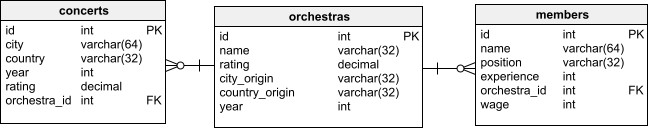 concerts
id int PK
city varchar(64)
country varchar(32)
year int
rating decimal
orchestra_id int FK
orchestras
id int PK
name varchar(32)
rating decimal
city_origin varchar(32)
country_origin varchar(32)
year int
members
id int PK
name varchar(64)
position varchar(32)
experience int
orchestra_id int FK
wage int